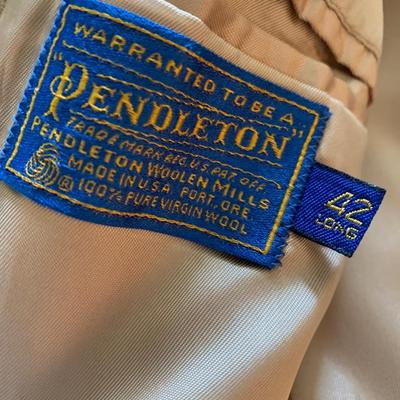 WARRANTED TO BE A
"PENDLETON"
TRADE MARK REG. U.S. PAT. OFF.
PENDLETON WOOLEN MILLS
MADE IN U.S.A. PORT., ORE.
® 100% PURE VIRGIN WOOL
42
LONG